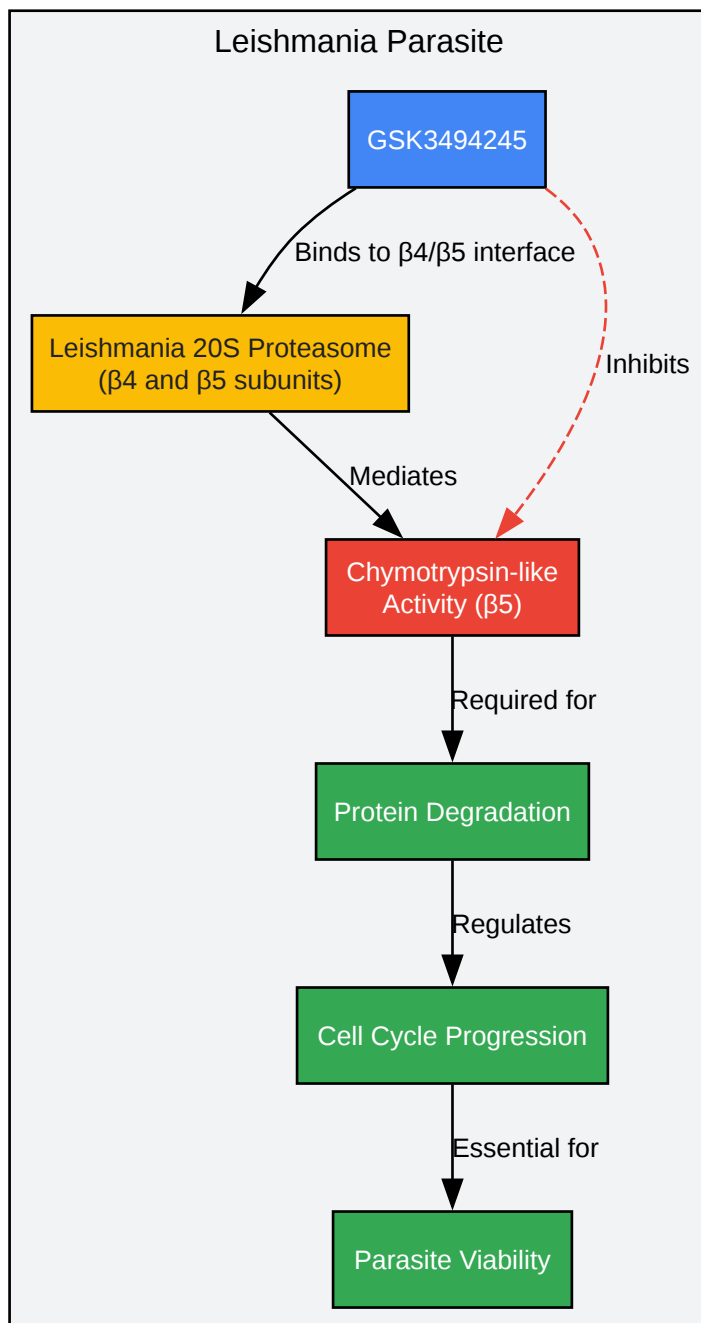 Leishmania Parasite
GSK3494245
Binds to β4/β5 interface
Leishmania 20S Proteasome
(β4 and β5 subunits)
Inhibits
Mediates
Chymotrypsin-like
Activity (β5)
Required for
Protein Degradation
Regulates
Cell Cycle Progression
Essential for
Parasite Viability